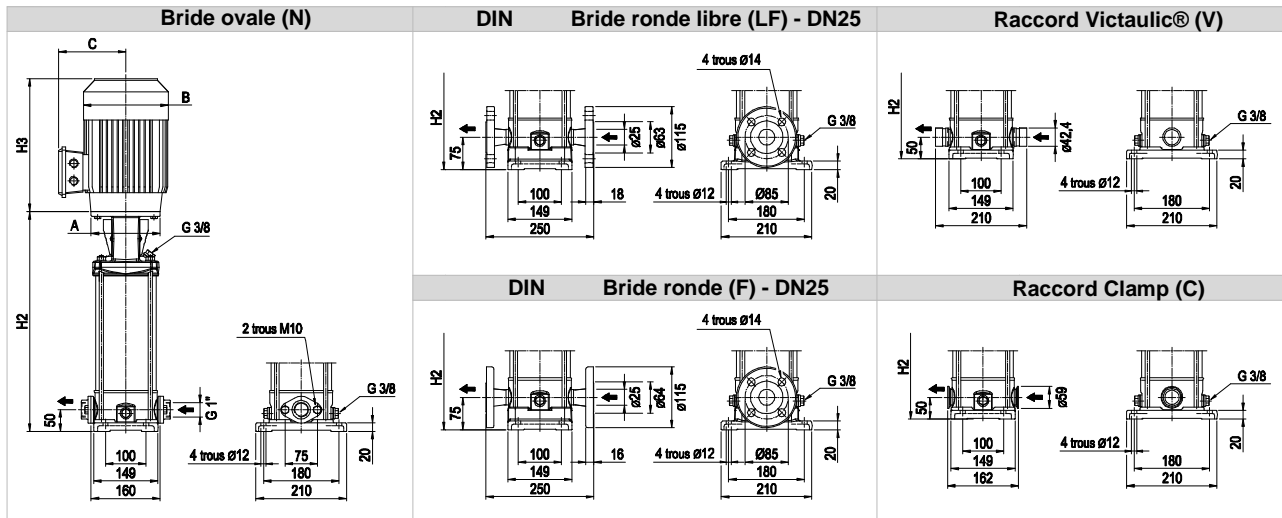 Bride ovale (N)
C
B
H3
A
G 3/8
H2
2 trous M10
G 3/8
50
G 1"
100
149
160
4 trous Ø12
75
180
210
20
DIN Bride ronde libre (LF) - DN25
4 trous Ø14
H2
75
ø25
ø63
ø115
G 3/8
100
149
250
18
4 trous Ø12
Ø85
180
210
20
DIN Bride ronde (F) - DN25
4 trous Ø14
H2
75
ø25
ø64
ø115
G 3/8
100
149
250
16
4 trous Ø12
Ø85
180
210
20
Raccord Victaulic® (V)
H2
50
ø42,4
G 3/8
100
149
210
4 trous Ø12
180
210
20
Raccord Clamp (C)
H2
50
ø59
G 3/8
100
149
162
4 trous Ø12
180
210
20